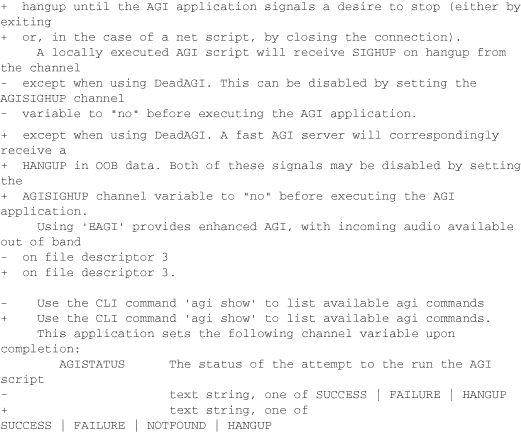 +  hangup until the AGI application signals a desire to stop (either by
exiting
+  or, in the case of a net script, by closing the connection).
     A locally executed AGI script will receive SIGHUP on hangup from
the channel
-  except when using DeadAGI. This can be disabled by setting the
AGISIGHUP channel
-  variable to "no" before executing the AGI application.
+  except when using DeadAGI. A fast AGI server will correspondingly
receive a
+  HANGUP in OOB data. Both of these signals may be disabled by setting
the
+  AGISIGHUP channel variable to "no" before executing the AGI
application.
     Using 'EAGI' provides enhanced AGI, with incoming audio available
out of band
-  on file descriptor 3
+  on file descriptor 3.
-    Use the CLI command 'agi show' to list available agi commands
+    Use the CLI command 'agi show' to list available agi commands.
     This application sets the following channel variable upon
completion:
        AGISTATUS      The status of the attempt to the run the AGI
script
-                      text string, one of SUCCESS | FAILURE | HANGUP
+                      text string, one of
SUCCESS | FAILURE | NOTFOUND | HANGUP